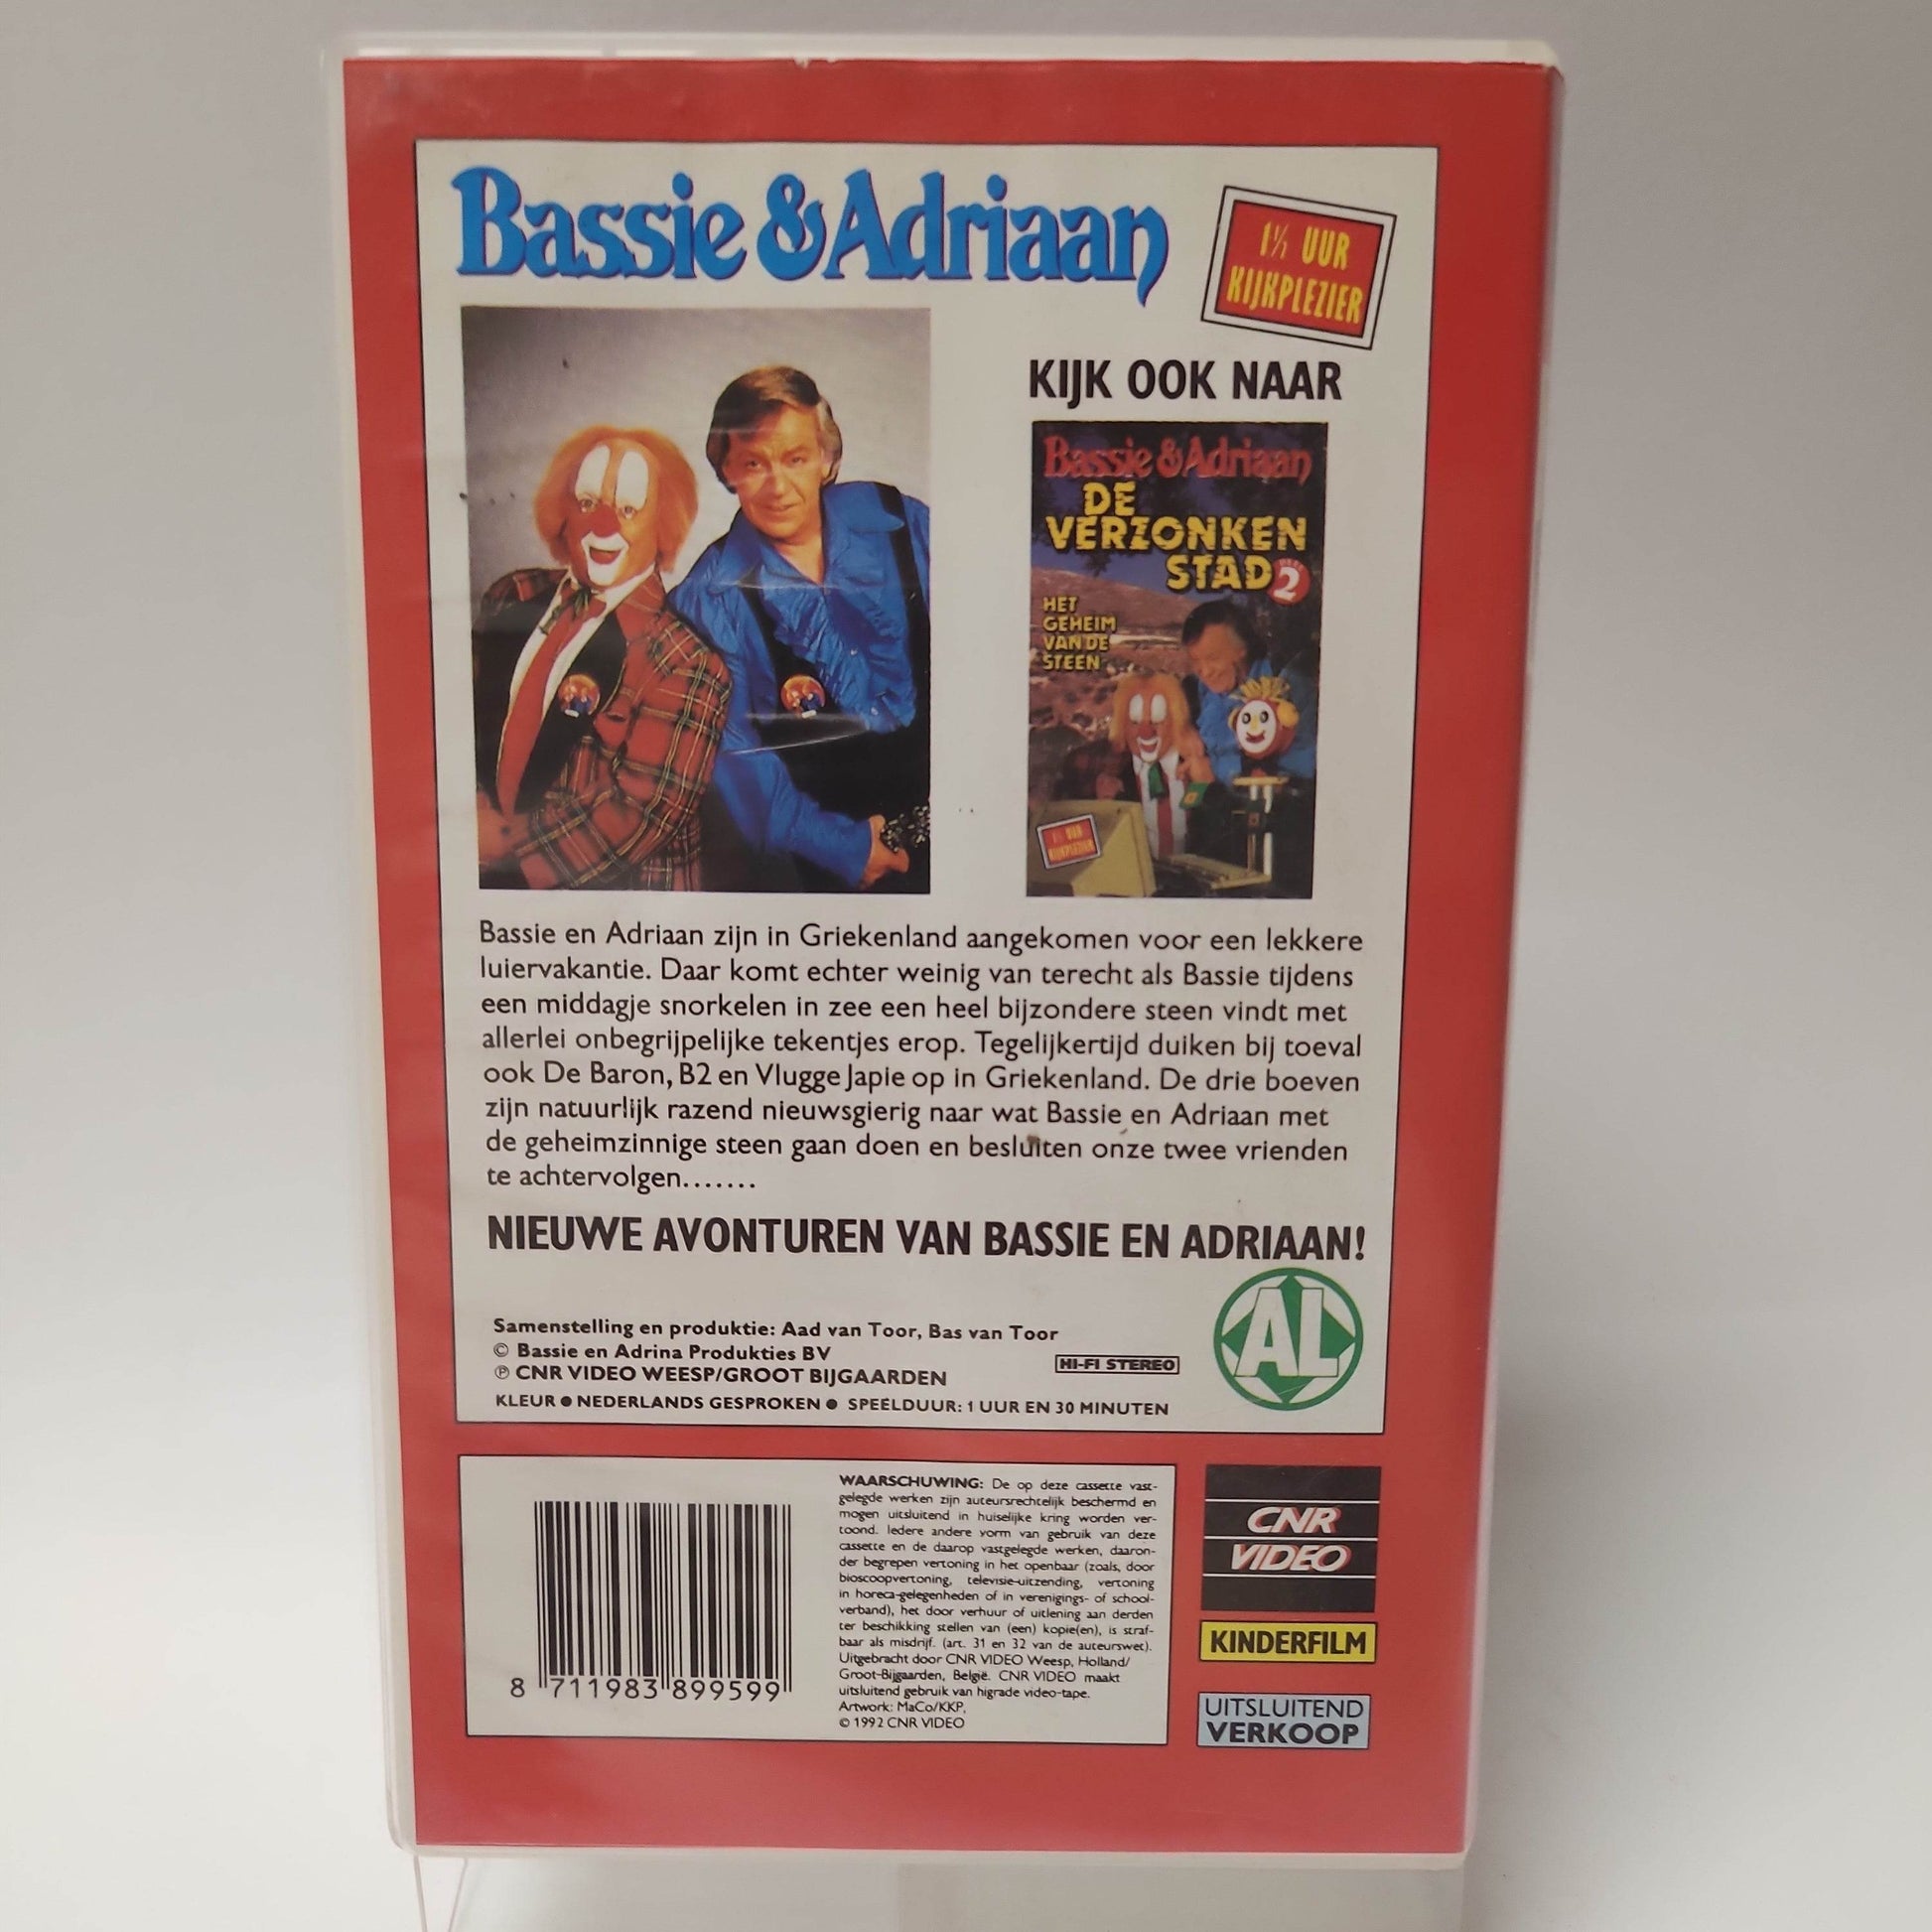 Bassie & Adriaan
1½ UUR
KIJKPLEZIER
KIJK OOK NAAR
Bassie & Adriaan
DE
VERZONKEN
STAD
DEEL 2
HET
GEHEIM
VAN DE
STEEN
1½ UUR
KIJKPLEZIER
Bassie en Adriaan zijn in Griekenland aangekomen voor een lekkere
luiervakantie. Daar komt echter weinig van terecht als Bassie tijdens
een middagje snorkelen in zee een heel bijzondere steen vindt met
allerlei onbegrijpelijke tekentjes erop. Tegelijkertijd duiken bij toeval
ook De Baron, B2 en Vlugge Japie op in Griekenland. De drie boeven
zijn natuurlijk razend nieuwsgierig naar wat Bassie en Adriaan met
de geheimzinnige steen gaan doen en besluiten onze twee vrienden
te achtervolgen.......
NIEUWE AVONTUREN VAN BASSIE EN ADRIAAN!
Samenstelling en produktie: Aad van Toor, Bas van Toor
© Bassie en Adrina Produkties BV
℗ CNR VIDEO WEESP/GROOT BIJGAARDEN
HI-FI STEREO
KLEUR ● NEDERLANDS GESPROKEN ● SPEELDUUR: 1 UUR EN 30 MINUTEN
AL
8 711983 899599
WAARSCHUWING: De op deze cassette vast-
gelegde werken zijn auteursrechtelijk beschermd en
mogen uitsluitend in huiselijke kring worden ver-
toond. Iedere andere vorm van gebruik van deze
cassette en de daarop vastgelegde werken, daaron-
der begrepen vertoning in het openbaar (zoals, door
bioscoopvertoning, televisie-uitzending, vertoning
in horeca-gelegenheden of in verenigings- of school-
verband), het door verhuur of uitlening aan derden
ter beschikking stellen van (een) kopie(en), is straf-
baar als misdrijf. (art. 31 en 32 van de auteurswet).
Uitgebracht door CNR VIDEO Weesp, Holland/
Groot-Bijgaarden, België. CNR VIDEO maakt
uitsluitend gebruik van higrade video-tape.
Artwork: MaCo/KKP,
© 1992 CNR VIDEO
CNR
VIDEO
KINDERFILM
UITSLUITEND
VERKOOP